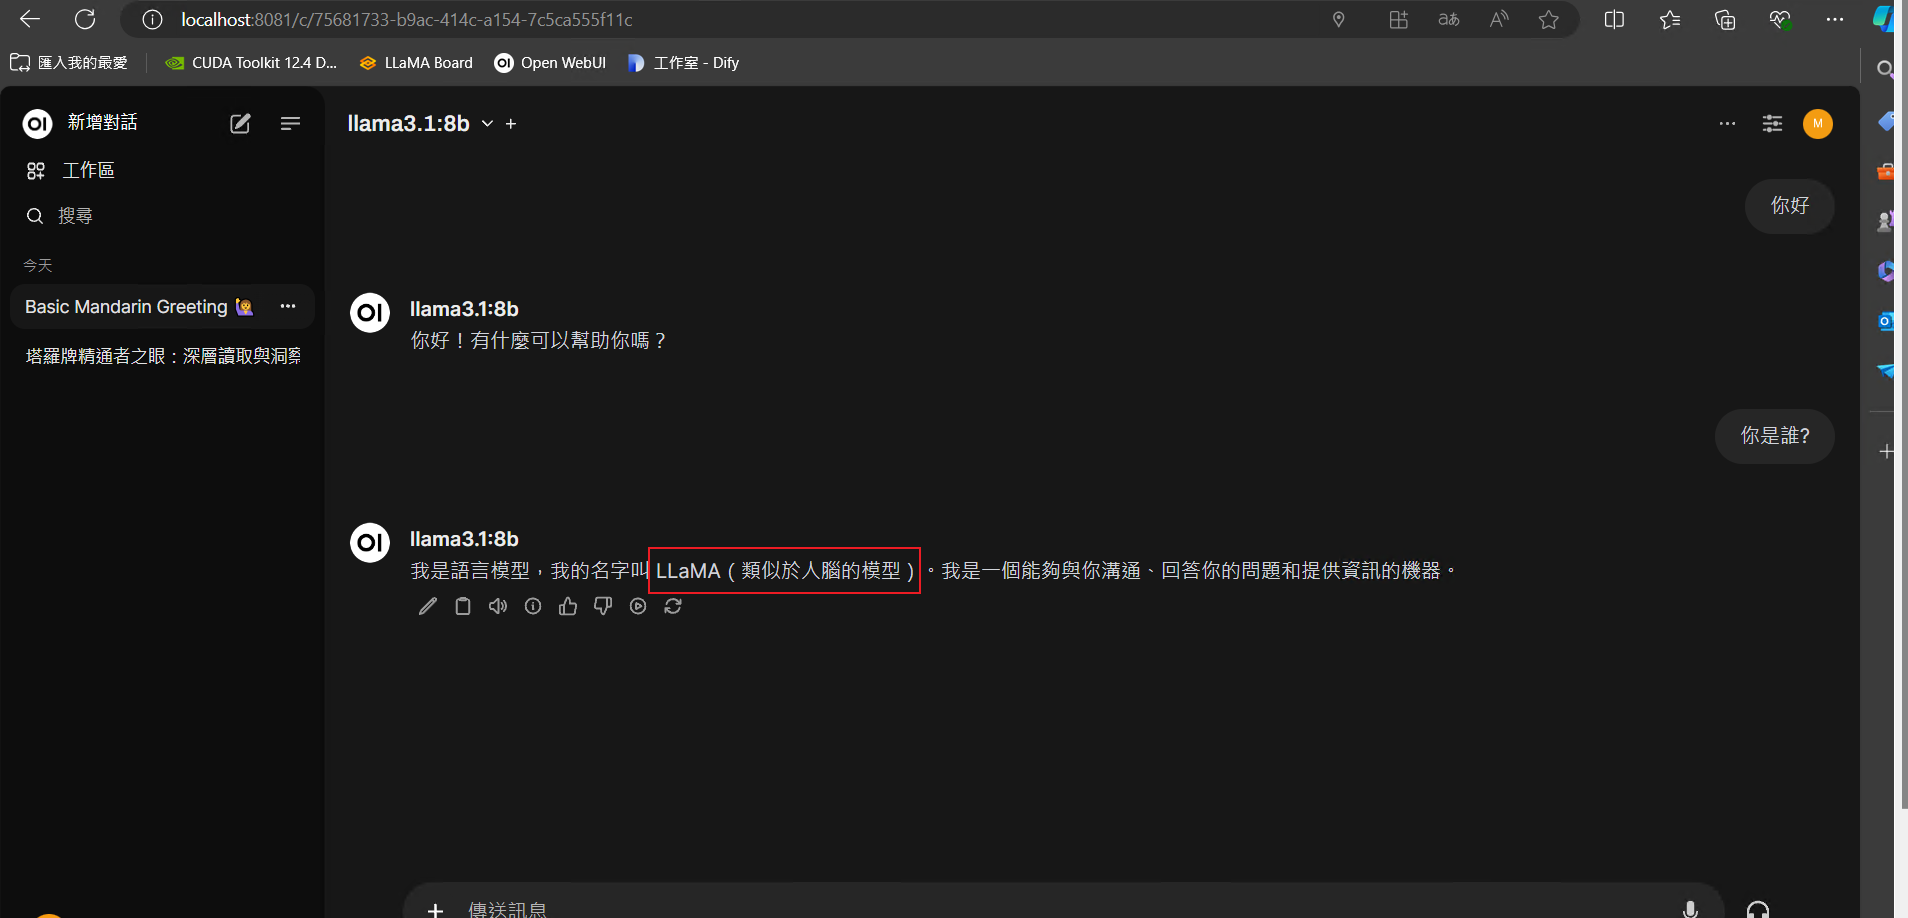 localhost:8081/c/75681733-b9ac-414c-a154-7c5ca555f11c
匯入我的最愛 CUDA Toolkit 12.4 D... LLaMA Board OI Open WebUI 工作室 - Dify
OI 新增對話
工作區
搜尋
今天
Basic Mandarin Greeting 🙋
塔羅牌精通者之眼：深層讀取與洞察
llama3.1:8b
M
你好
OI llama3.1:8b
你好！有什麼可以幫助你嗎？
你是誰?
OI llama3.1:8b
我是語言模型，我的名字叫 LLaMA（類似於人腦的模型）。我是一個能夠與你溝通、回答你的問題和提供資訊的機器。
傳送訊息